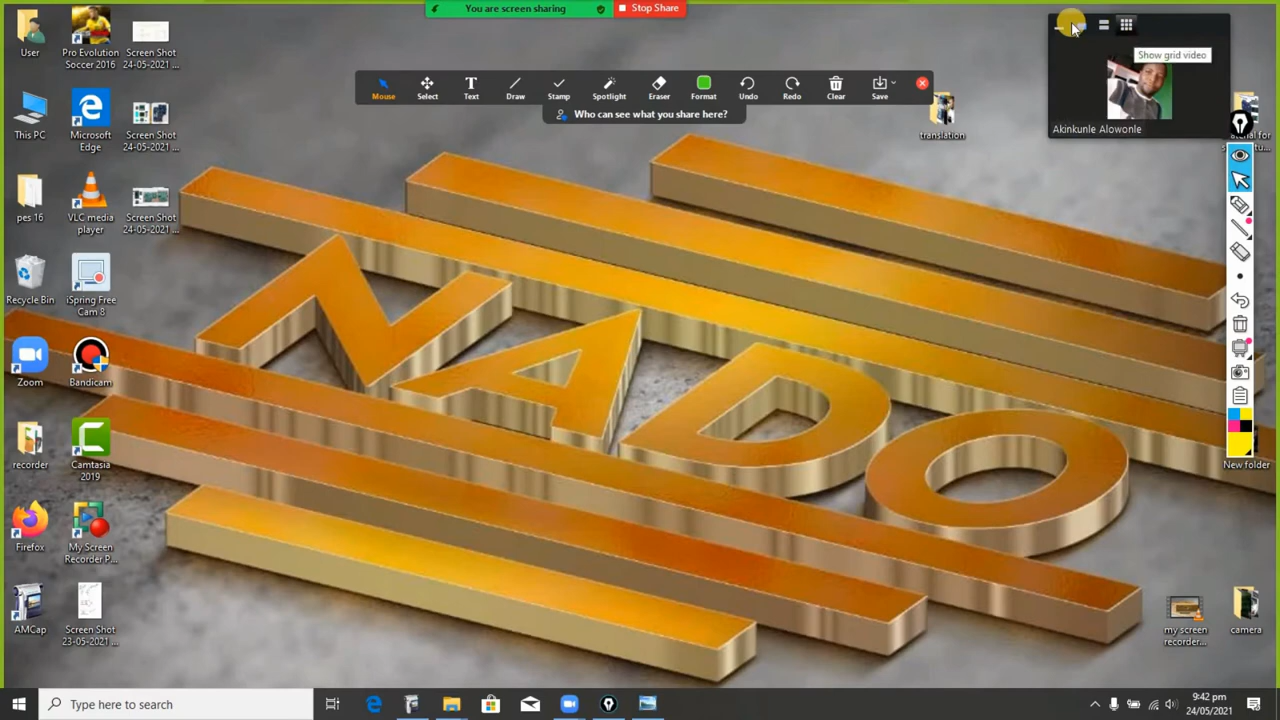 You are screen sharing
Stop Share
Mouse
Select
Text
Draw
Stamp
Spotlight
Eraser
Format
Undo
Redo
Clear
Save
Who can see what you share here?
Show grid video
Akinkunle Alowonle
User
Pro Evolution
Soccer 2016
Screen Shot
24-05-2021 ...
This PC
Microsoft
Edge
Screen Shot
24-05-2021 ...
translation
pes 16
VLC media
player
Screen Shot
24-05-2021 ...
Recycle Bin
iSpring Free
Cam 8
NADO
Zoom
Bandicam
recorder
Camtasia
2019
New folder
Firefox
My Screen
Recorder P...
AMCap
Screen Shot
23-05-2021 ...
my screen
recorder...
camera
Type here to search
9:42 pm
24/05/2021